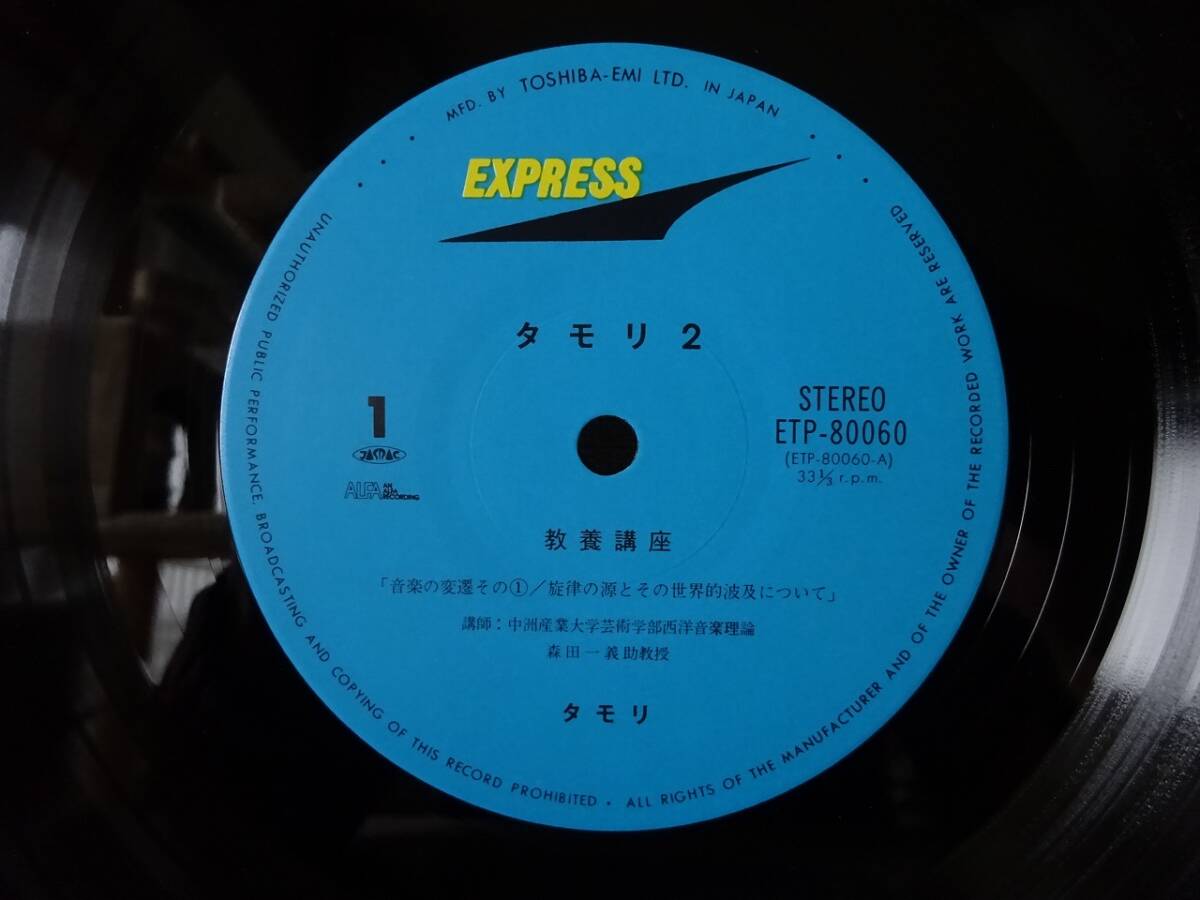 MFD. BY TOSHIBA-EMI LTD. IN JAPAN
EXPRESS
タモリ2
1
JASRAC
ALFA AN ALFA RECORDING
STEREO
ETP-80060
(ETP-80060-A)
33⅓ r.p.m.
教養講座
「音楽の変遷その①/旋律の源とその世界的波及について」
講師:中洲産業大学芸術学部西洋音楽理論
森田一義助教授
タモリ
UNAUTHORIZED PUBLIC PERFORMANCE, BROADCASTING AND COPYING OF THIS RECORD PROHIBITED • ALL RIGHTS OF THE MANUFACTURER AND OF THE OWNER OF THE RECORDED WORK ARE RESERVED